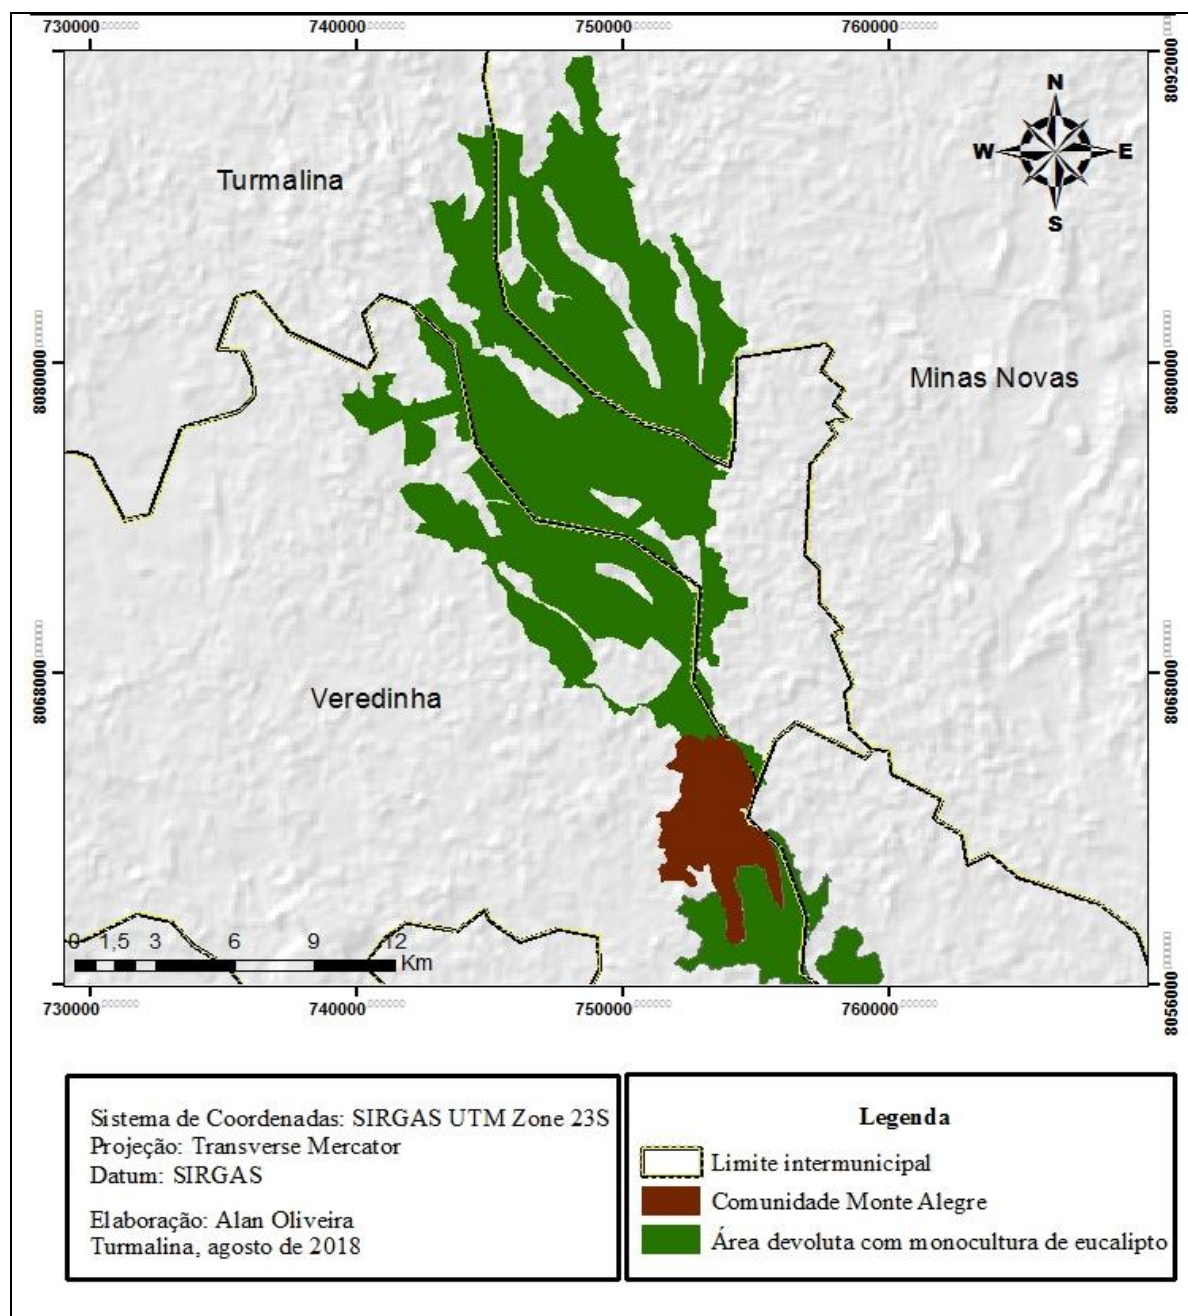 730000 740000 750000 760000
8092000
N
W E
S
Turmalina
8080000 8080000
Minas Novas
8068000 8068000
Veredinha
0 1,5 3 6 9 12
Km
8056000
730000 740000 750000 760000
Sistema de Coordenadas: SIRGAS UTM Zone 23S
Projeção: Transverse Mercator
Datum: SIRGAS
Elaboração: Alan Oliveira
Turmalina, agosto de 2018
Legenda
Limite intermunicipal
Comunidade Monte Alegre
Área devoluta com monocultura de eucalipto